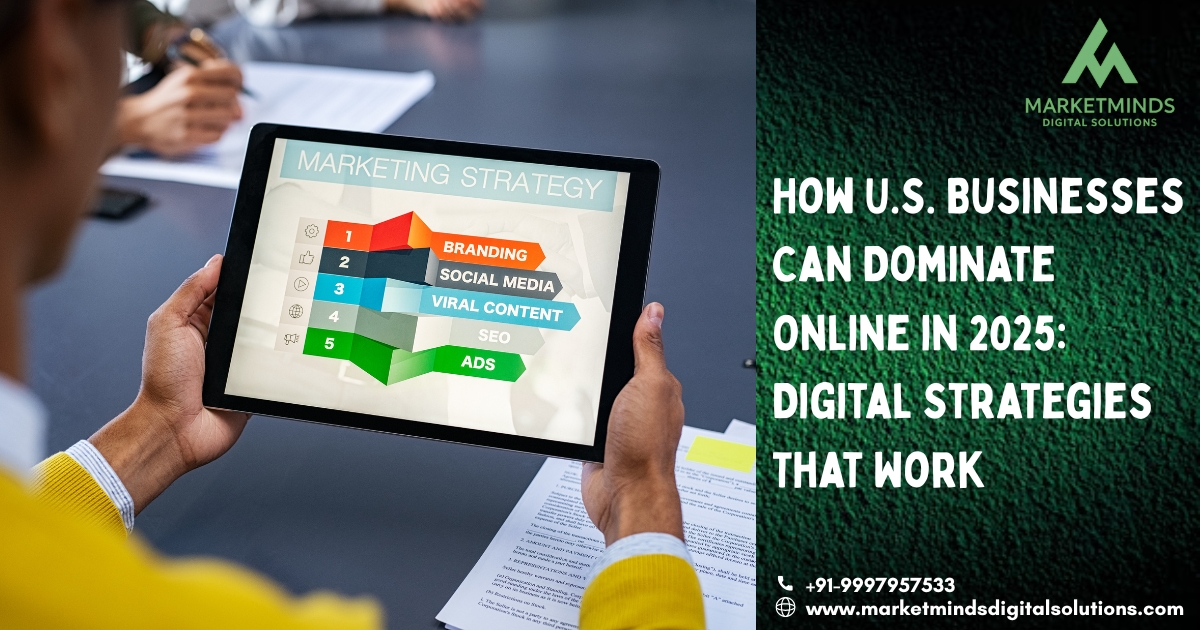 MARKETING STRATEGY
1 BRANDING
2 SOCIAL MEDIA
3 VIRAL CONTENT
4 SEO
5 ADS
MARKETMINDS
DIGITAL SOLUTIONS
HOW U.S. BUSINESSES
CAN DOMINATE
ONLINE IN 2025:
DIGITAL STRATEGIES
THAT WORK
+91-9997957533
www.marketmindsdigitalsolutions.com